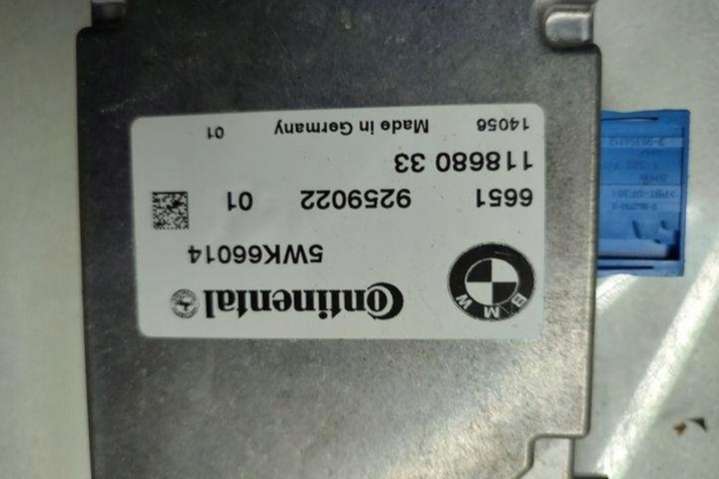 Continental
BMW
5WK66014
6651 9259022 01
118680 33
14056 Made in Germany 01